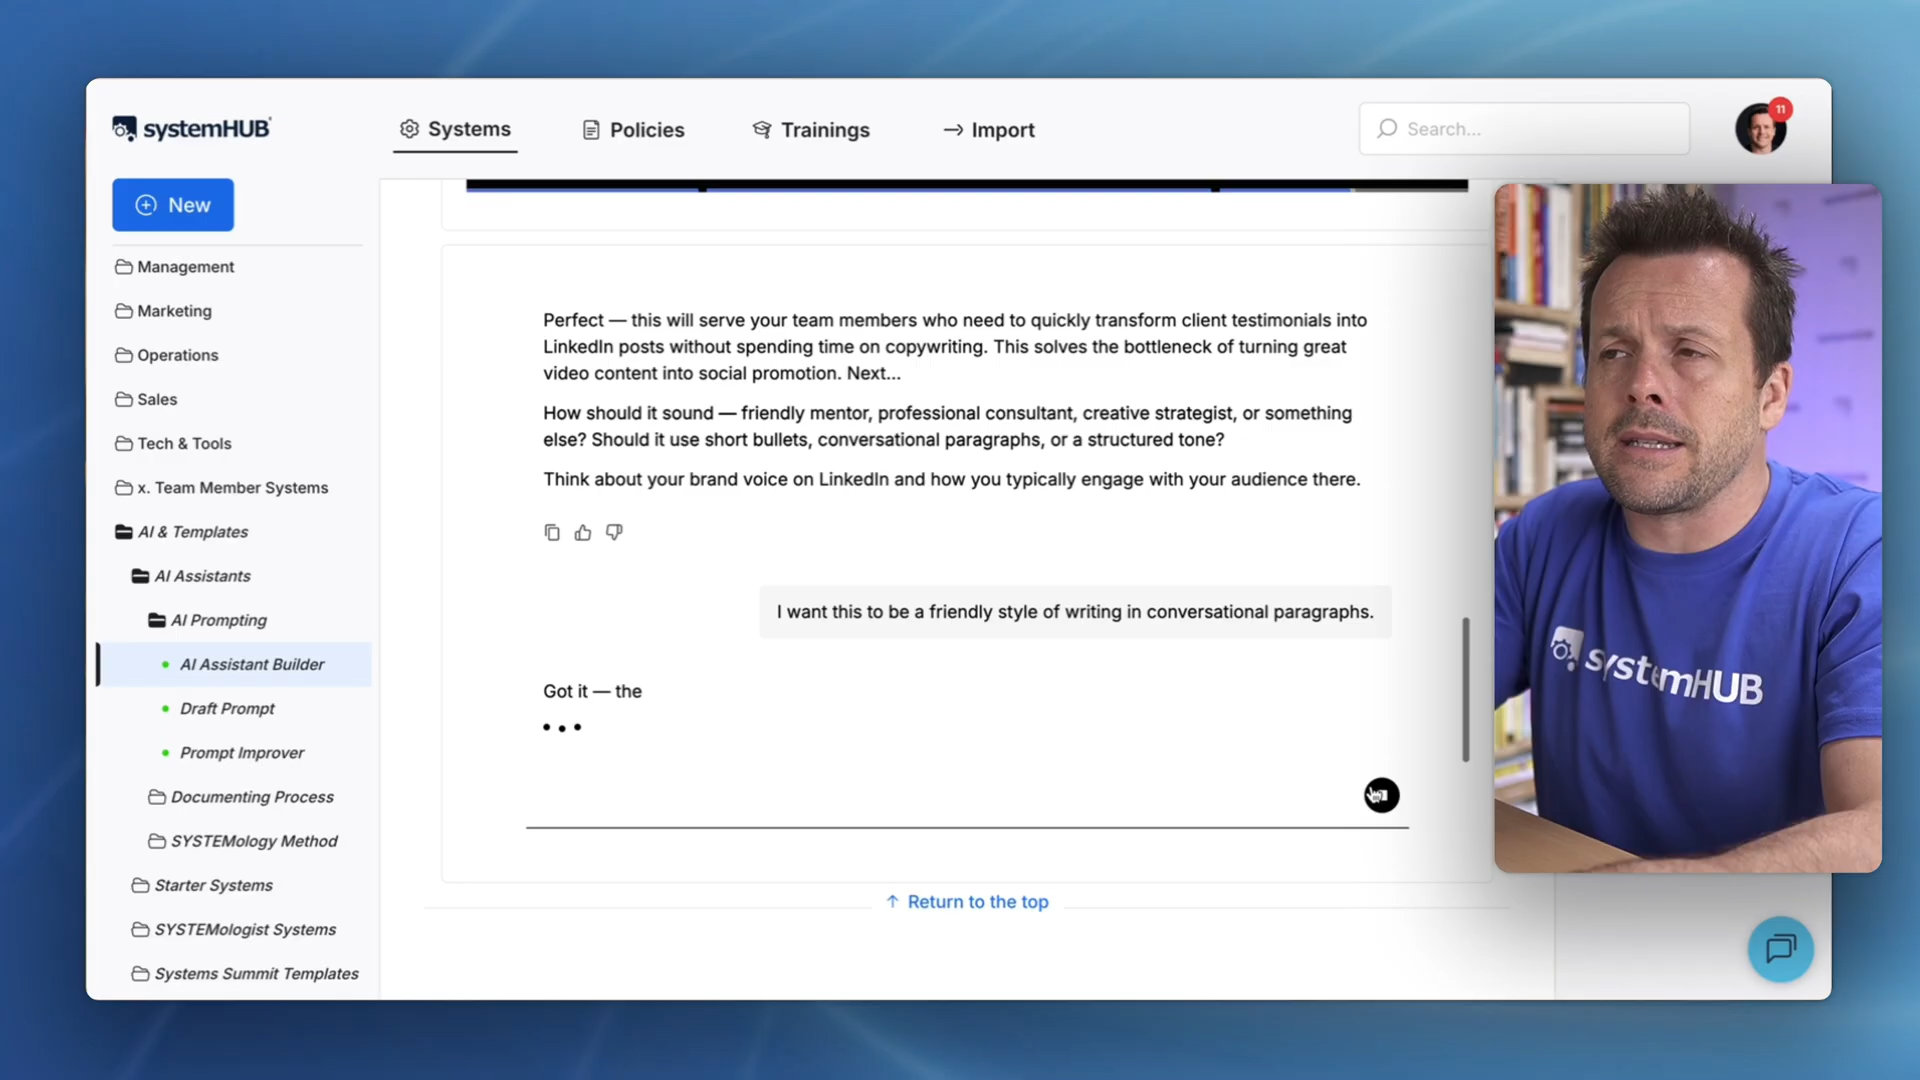 systemHUB
Systems
Policies
Trainings
Import
Search...
11
New
Management
Marketing
Operations
Sales
Tech & Tools
x. Team Member Systems
AI & Templates
AI Assistants
AI Prompting
AI Assistant Builder
Draft Prompt
Prompt Improver
Documenting Process
SYSTEMology Method
Starter Systems
SYSTEMologist Systems
Systems Summit Templates
Perfect — this will serve your team members who need to quickly transform client testimonials into
LinkedIn posts without spending time on copywriting. This solves the bottleneck of turning great
video content into social promotion. Next...
How should it sound — friendly mentor, professional consultant, creative strategist, or something
else? Should it use short bullets, conversational paragraphs, or a structured tone?
Think about your brand voice on LinkedIn and how you typically engage with your audience there.
I want this to be a friendly style of writing in conversational paragraphs.
Got it — the
Return to the top
systemHUB